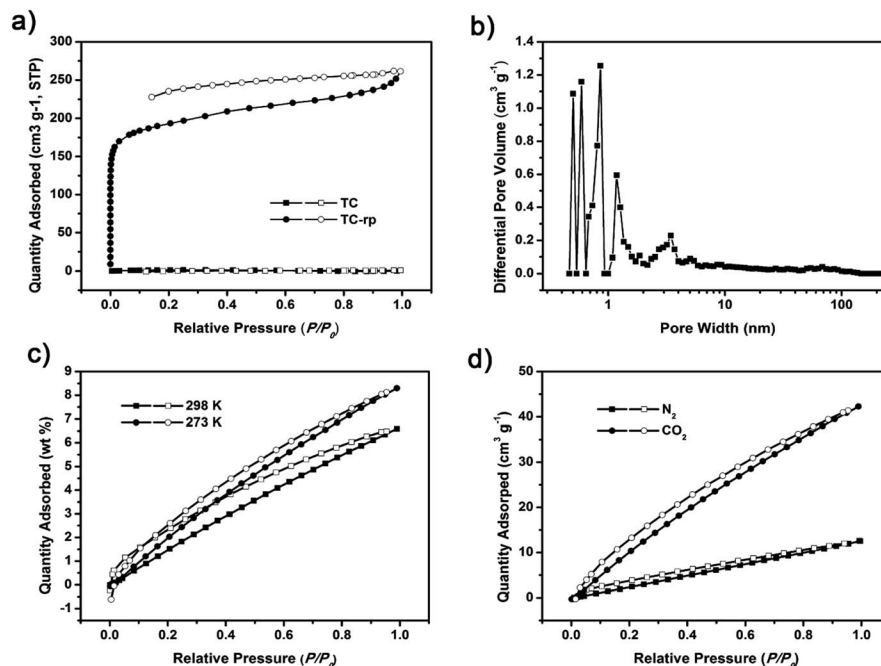 a)
Quantity Adsorbed (cm3 g-1, STP)
300
250
200
150
100
50
0
TC
TC-rp
0.0 0.2 0.4 0.6 0.8 1.0
Relative Pressure (P/P₀)
b)
Differential Pore Volume (cm³ g⁻¹)
1.4
1.2
1.0
0.8
0.6
0.4
0.2
0.0
1 10 100
Pore Width (nm)
c)
Quantity Adsorbed (wt %)
10
9
8
7
6
5
4
3
2
1
0
-1
298 K
273 K
0.0 0.2 0.4 0.6 0.8 1.0
Relative Pressure (P/P₀)
d)
Quantity Adsorped (cm³ g⁻¹)
50
40
30
20
10
0
N₂
CO₂
0.0 0.2 0.4 0.6 0.8 1.0
Relative Pressure (P/P₀)